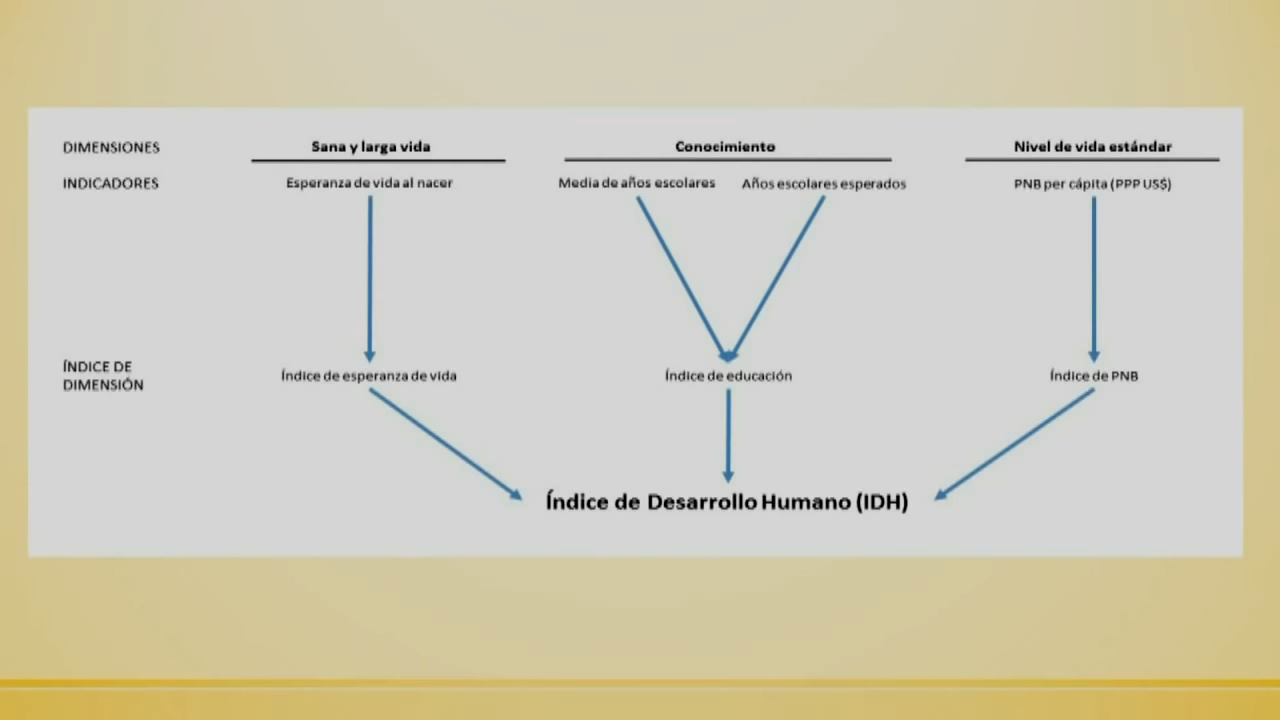 DIMENSIONES
Sana y larga vida
Conocimiento
Nivel de vida estándar
INDICADORES
Esperanza de vida al nacer
Media de años escolares
Años escolares esperados
PNB per cápita (PPP US$)
ÍNDICE DE
DIMENSIÓN
Índice de esperanza de vida
Índice de educación
Índice de PNB
Índice de Desarrollo Humano (IDH)